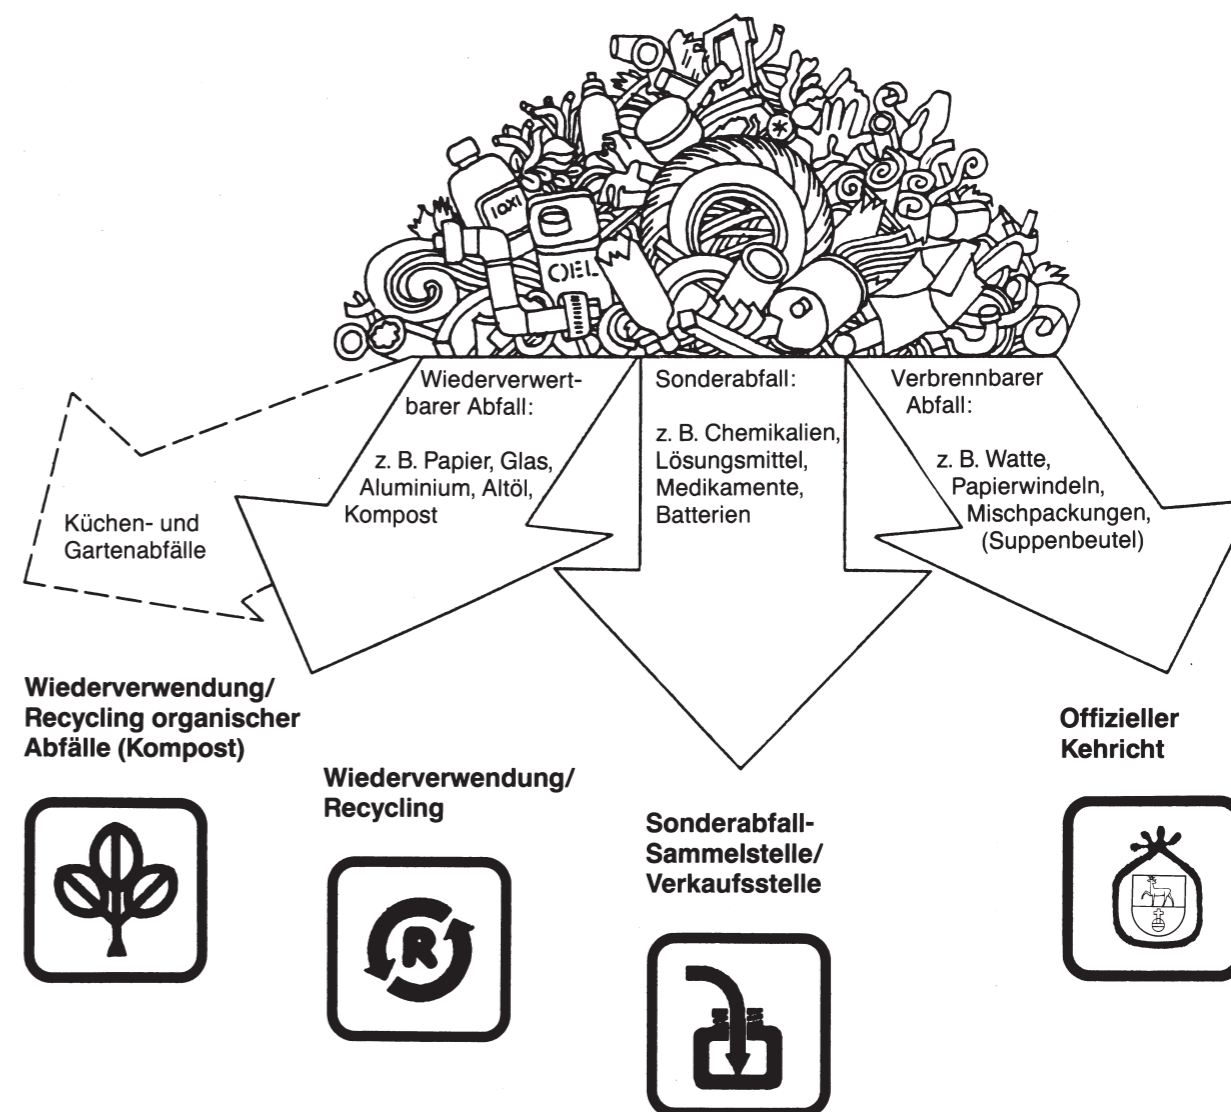 IOXI
OEL
Wiederverwert-
barer Abfall:
z. B. Papier, Glas,
Aluminium, Altöl,
Kompost
Sonderabfall:
z. B. Chemikalien,
Lösungsmittel,
Medikamente,
Batterien
Verbrennbarer
Abfall:
z. B. Watte,
Papierwindeln,
Mischpackungen,
(Suppenbeutel)
Küchen- und
Gartenabfälle
Wiederverwendung/
Recycling organischer
Abfälle (Kompost)
Wiederverwendung/
Recycling
R
Sonderabfall-
Sammelstelle/
Verkaufsstelle
Offizieller
Kehricht